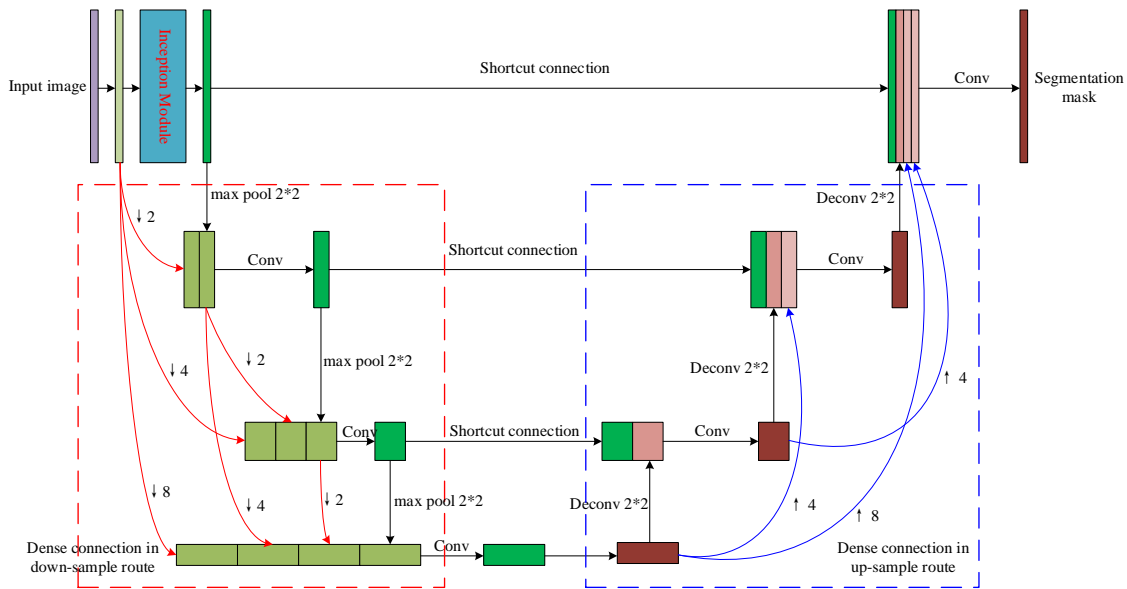 Input image
Inception Module
Shortcut connection
Conv
Segmentation
mask
max pool 2*2
Deconv 2*2
↓ 2
Conv
Shortcut connection
Conv
↓ 4
↓ 2
max pool 2*2
Deconv 2*2
↑ 4
Conv
Shortcut connection
Conv
↓ 8
↓ 4
↓ 2
max pool 2*2
Deconv 2*2
↑ 4
↑ 8
Dense connection in
down-sample route
Conv
Dense connection in
up-sample route